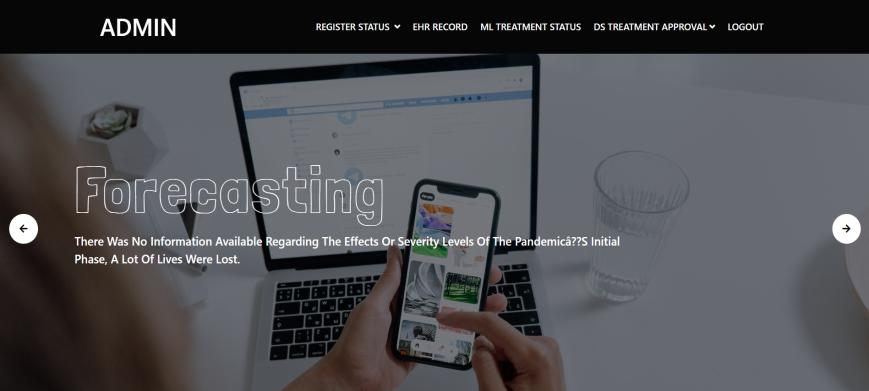 ADMIN
REGISTER STATUS EHR RECORD ML TREATMENT STATUS DS TREATMENT APPROVAL LOGOUT
Forecasting
There Was No Information Available Regarding The Effects Or Severity Levels Of The Pandemicâ??S Initial
Phase, A Lot Of Lives Were Lost.